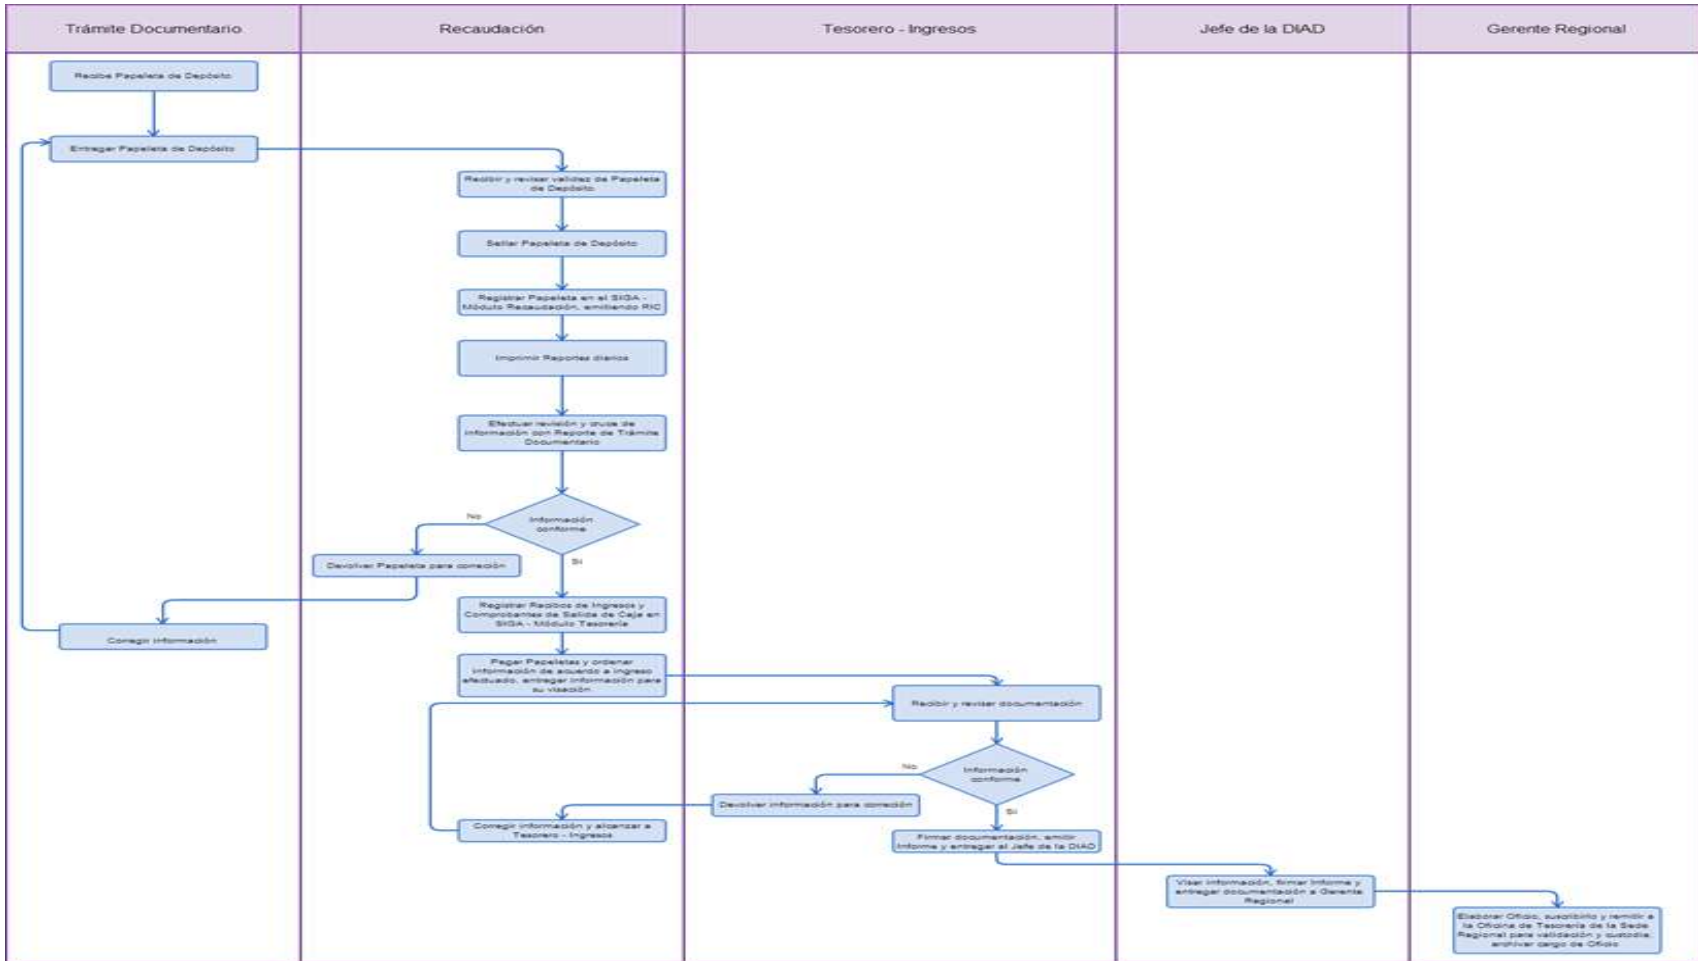 Trámite Documentario
Recaudación
Tesorero - Ingresos
Jefe de la DIAD
Gerente Regional
Recibe Papeleta de Depósito
Entregar Papeleta de Depósito
Recibir y revisar validez de Papeleta
de Depósito
Sellar Papeleta de Depósito
Registrar Papeleta en el SIGA -
Módulo Recaudación, emitiendo RIC
Imprimir Reportes diarios
Efectuar revisión y cruce de
información con Reporte de Trámite
Documentario
Información
conforme
No
Si
Devolver Papeleta para correción
Corregir información
Registrar Recibos de Ingresos y
Comprobantes de Salida de Caja en
SIGA - Módulo Tesorería
Pegar Papeletas y ordenar
información de acuerdo a ingreso
efectuado, entregar información para
su visación
Recibir y revisar documentación
Información
conforme
No
Si
Devolver información para correción
Corregir información y alcanzar a
Tesorero - Ingresos
Firmar documentación, emitir
Informe y entregar al Jefe de la DIAD
Visar información, firmar Informe y
entregar documentación a Gerente
Regional
Elaborar Oficio, suscribirlo y remitir a
la Oficina de Tesorería de la Sede
Regional para validación y custodia,
archivar cargo de Oficio